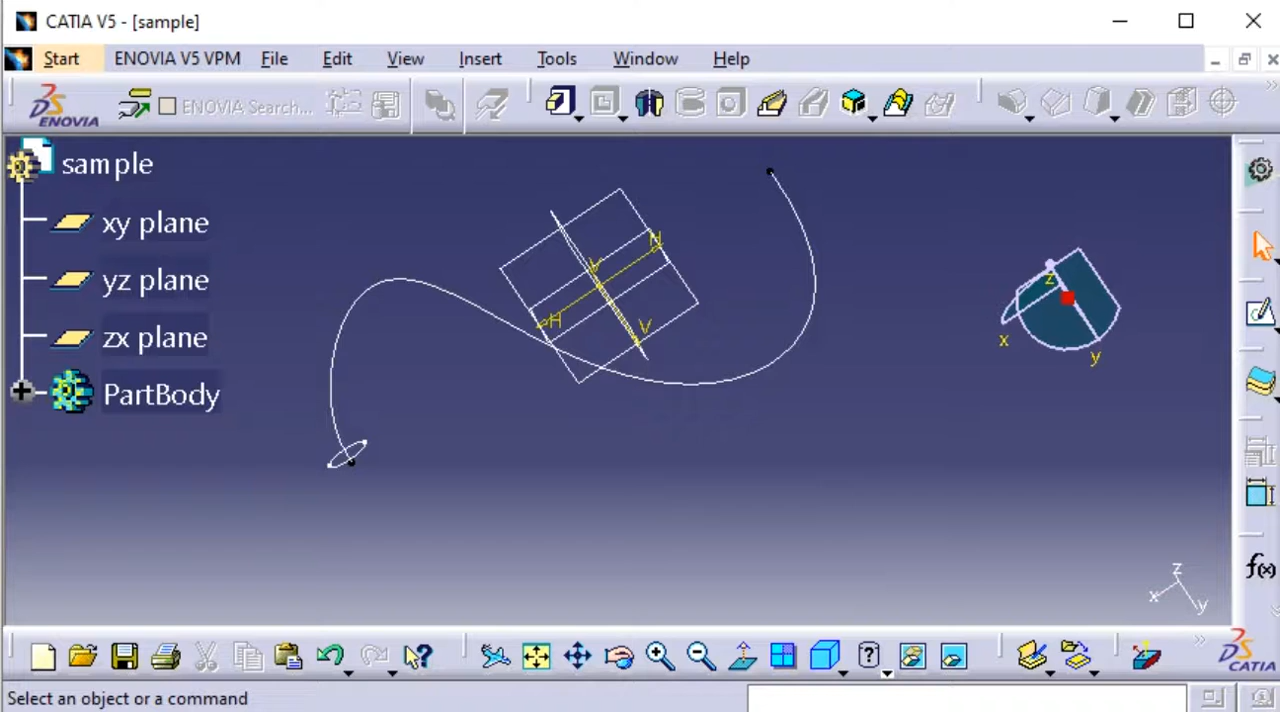 CATIA V5 - [sample]
Start ENOVIA V5 VPM File Edit View Insert Tools Window Help
ENOVIA
ENOVIA Search...
sample
xy plane
yz plane
zx plane
PartBody
H
V
H
V
z
x
y
z
x
y
f(x)
CATIA
Select an object or a command